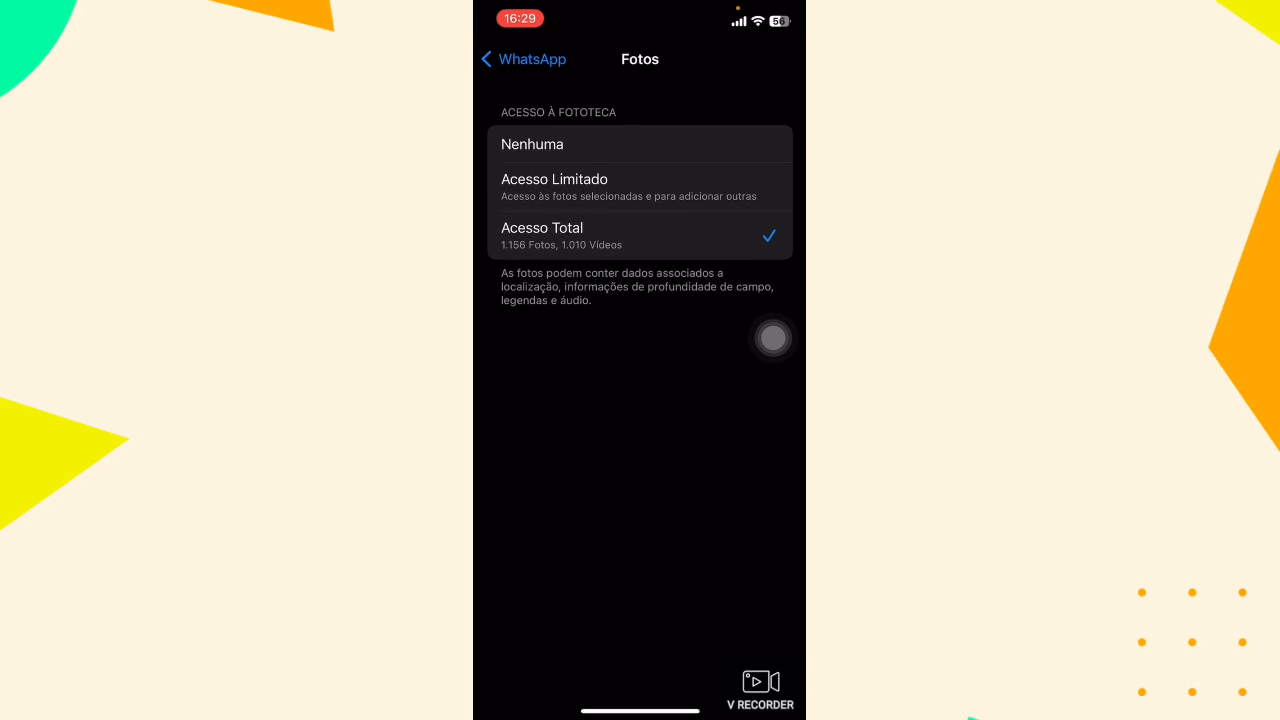 16:29
56
WhatsApp
Fotos
ACESSO À FOTOTECA
Nenhuma
Acesso Limitado
Acesso às fotos selecionadas e para adicionar outras
Acesso Total
1.156 Fotos, 1.010 Vídeos
As fotos podem conter dados associados a
localização, informações de profundidade de campo,
legendas e áudio.
V RECORDER